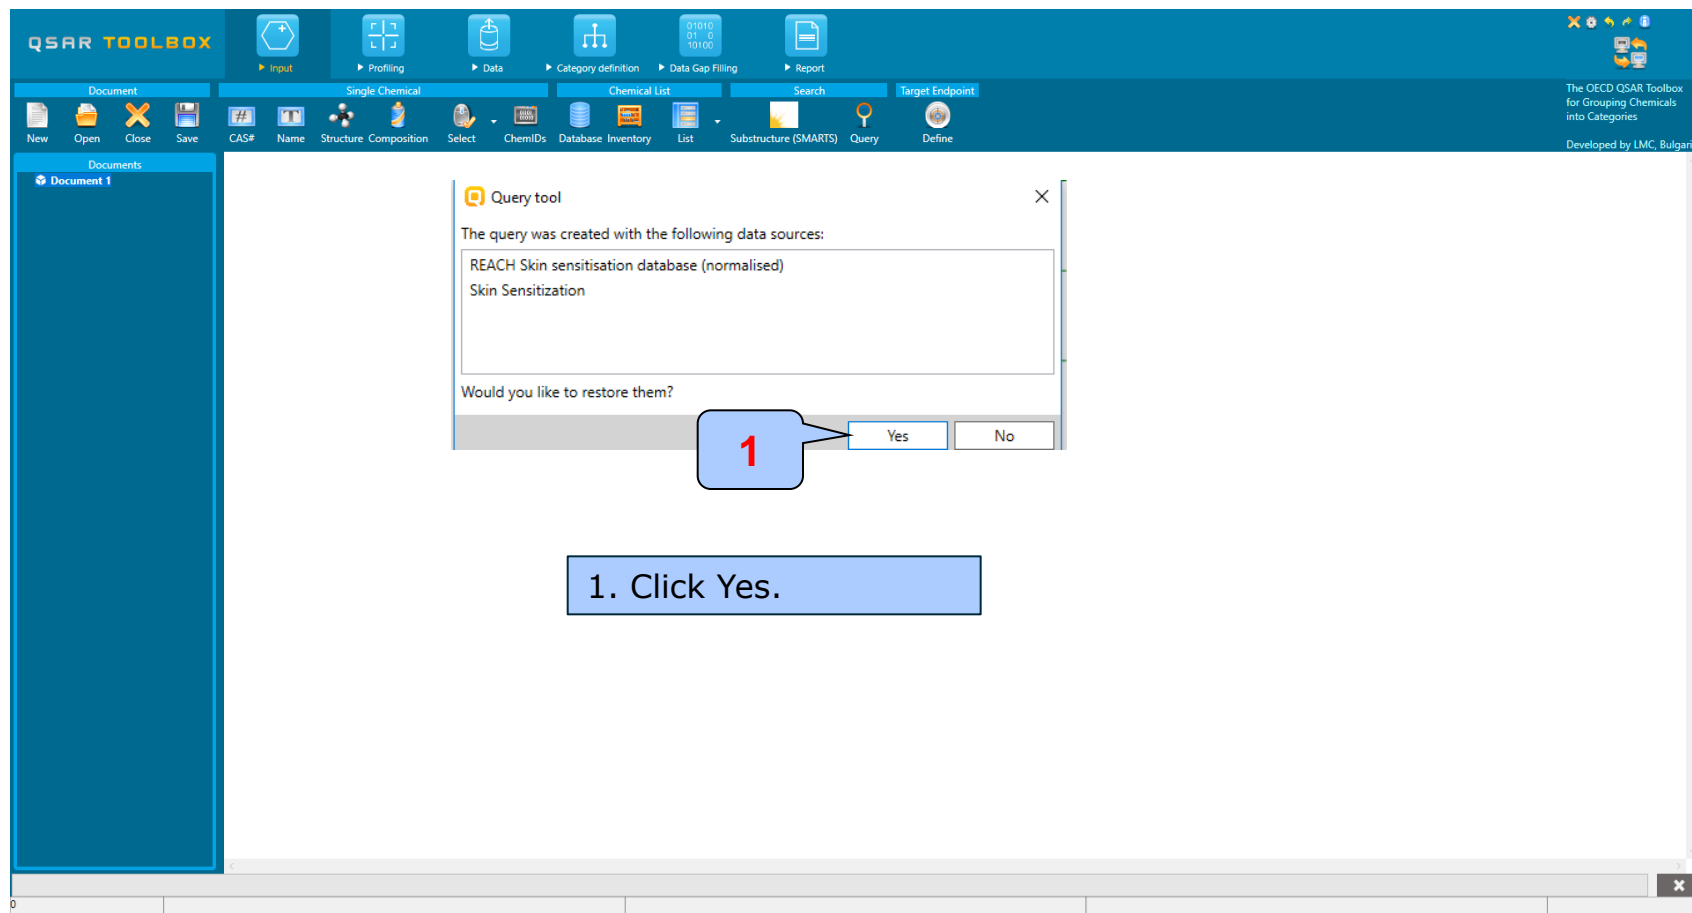 QSAR TOOLBOX
01010
01 0
10100
Input
Profiling
Data
Category definition
Data Gap Filling
Report
The OECD QSAR Toolbox
for Grouping Chemicals
into Categories
Developed by LMC, Bulgari
Document
Single Chemical
Chemical List
Search
Target Endpoint
New
Open
Close
Save
#
CAS#
T
Name
Structure
Composition
Select
ChemIDs
Database
Inventory
List
Substructure (SMARTS)
Query
Define
Documents
Document 1
Query tool
The query was created with the following data sources:
REACH Skin sensitisation database (normalised)
Skin Sensitization
Would you like to restore them?
Yes
No
1
1. Click Yes.
0